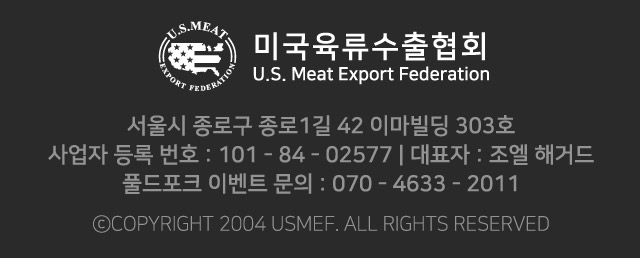 U.S. MEAT
EXPORT FEDERATION
미국육류수출협회
U.S. Meat Export Federation
서울시 종로구 종로1길 42 이마빌딩 303호
사업자 등록 번호 : 101 - 84 - 02577 | 대표자 : 조엘 해거드
풀드포크 이벤트 문의 : 070 - 4633 - 2011
ⓒCOPYRIGHT 2004 USMEF. ALL RIGHTS RESERVED